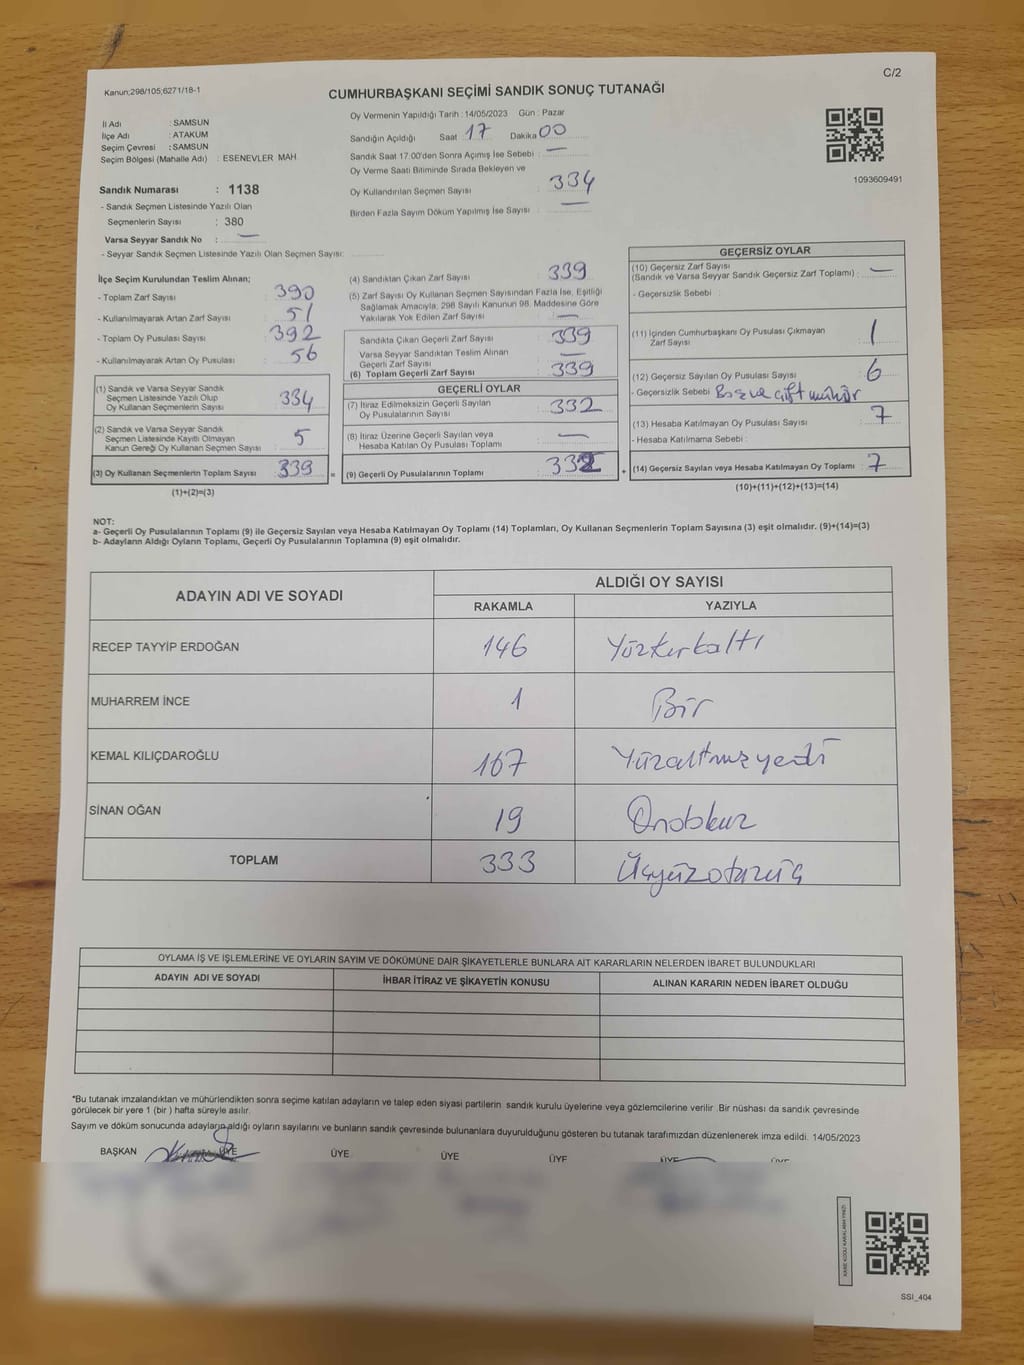 C/2
Kanun;298/105;6271/18-1
CUMHURBAŞKANI SEÇİMİ SANDIK SONUÇ TUTANAĞI
İl Adı : SAMSUN
İlçe Adı : ATAKUM
Seçim Çevresi : SAMSUN
Seçim Bölgesi (Mahalle Adı) : ESENEVLER MAH
Sandık Numarası : 1138
- Sandık Seçmen Listesinde Yazılı Olan
Seçmenlerin Sayısı : 380
Varsa Seyyar Sandık No : —
- Seyyar Sandık Seçmen Listesinde Yazılı Olan Seçmen Sayısı:
Oy Vermenin Yapıldığı Tarih : 14/05/2023 Gün : Pazar
Sandığın Açıldığı Saat 17 Dakika 00
Sandık Saat 17:00'den Sonra Açımış İse Sebebi : —
Oy Verme Saati Bitiminde Sırada Bekleyen ve
Oy Kullandırılan Seçmen Sayısı : 334
Birden Fazla Sayım Döküm Yapılmış İse Sayısı : —
1093609491
İlçe Seçim Kurulundan Teslim Alınan;
- Toplam Zarf Sayısı : 390
- Kullanılmayarak Artan Zarf Sayısı : 51
- Toplam Oy Pusulası Sayısı : 392
- Kullanılmayarak Artan Oy Pusulası : 56
(1) Sandık ve Varsa Seyyar Sandık
Seçmen Listesinde Yazılı Olup
Oy Kullanan Seçmenlerin Sayısı : 334
(2) Sandık ve Varsa Seyyar Sandık
Seçmen Listesinde Kayıtlı Olmayan
Kanun Gereği Oy Kullanan Seçmen Sayısı : 5
(3) Oy Kullanan Seçmenlerin Toplam Sayısı : 339 =
(1)+(2)=(3)
(4) Sandıktan Çıkan Zarf Sayısı : 339
(5) Zarf Sayısı Oy Kullanan Seçmen Sayısından Fazla İse, Eşitliği
Sağlamak Amacıyla, 298 Sayılı Kanunun 98. Maddesine Göre
Yakılarak Yok Edilen Zarf Sayısı : —
Sandıkta Çıkan Geçerli Zarf Sayısı : 339
Varsa Seyyar Sandıktan Teslim Alınan
Geçerli Zarf Sayısı : —
(6) Toplam Geçerli Zarf Sayısı : 339
GEÇERLİ OYLAR
(7) İtiraz Edilmeksizin Geçerli Sayılan
Oy Pusulalarının Sayısı : 332
(8) İtiraz Üzerine Geçerli Sayılan veya
Hesaba Katılan Oy Pusulası Toplamı : —
(9) Geçerli Oy Pusulalarının Toplamı : 332 +
GEÇERSİZ OYLAR
(10) Geçersiz Zarf Sayısı
(Sandık ve Varsa Seyyar Sandık Geçersiz Zarf Toplamı) : —
- Geçersizlik Sebebi :
(11) İçinden Cumhurbaşkanı Oy Pusulası Çıkmayan
Zarf Sayısı : 1
(12) Geçersiz Sayılan Oy Pusulası Sayısı : 6
- Geçersizlik Sebebi : Boş ve çift mühür
(13) Hesaba Katılmayan Oy Pusulası Sayısı : 7
- Hesaba Katılmama Sebebi :
(14) Geçersiz Sayılan veya Hesaba Katılmayan Oy Toplamı : 7
(10)+(11)+(12)+(13)=(14)
NOT:
a- Geçerli Oy Pusulalarının Toplamı (9) ile Geçersiz Sayılan veya Hesaba Katılmayan Oy Toplamı (14) Toplamları, Oy Kullanan Seçmenlerin Toplam Sayısına (3) eşit olmalıdır. (9)+(14)=(3)
b- Adayların Aldığı Oyların Toplamı, Geçerli Oy Pusulalarının Toplamına (9) eşit olmalıdır.
ADAYIN ADI VE SOYADI ALDIĞI OY SAYISI
RAKAMLA YAZIYLA
RECEP TAYYİP ERDOĞAN 146 Yüzkırkaltı
MUHARREM İNCE 1 Bir
KEMAL KILIÇDAROĞLU 167 Yüzaltmışyedi
SİNAN OĞAN 19 Ondokuz
TOPLAM 333 Üçyüzotuzüç
OYLAMA İŞ VE İŞLEMLERİNE VE OYLARIN SAYIM VE DÖKÜMÜNE DAİR ŞİKAYETLERLE BUNLARA AİT KARARLARIN NELERDEN İBARET BULUNDUKLARI
ADAYIN ADI VE SOYADI İHBAR İTİRAZ VE ŞİKAYETİN KONUSU ALINAN KARARIN NEDEN İBARET OLDUĞU
*Bu tutanak imzalandıktan ve mühürlendikten sonra seçime katılan adayların ve talep eden siyasi partilerin sandık kurulu üyelerine veya gözlemcilerine verilir .Bir nüshası da sandık çevresinde
görülecek bir yere 1 (bir ) hafta süreyle asılır.
Sayım ve döküm sonucunda adayların aldığı oyların sayılarını ve bunların sandık çevresinde bulunanlara duyurulduğunu gösteren bu tutanak tarafımızdan düzenlenerek imza edildi. 14/05/2023
BAŞKAN ÜYE ÜYE ÜYE ÜYE ÜYE ÜYE
SSI_404